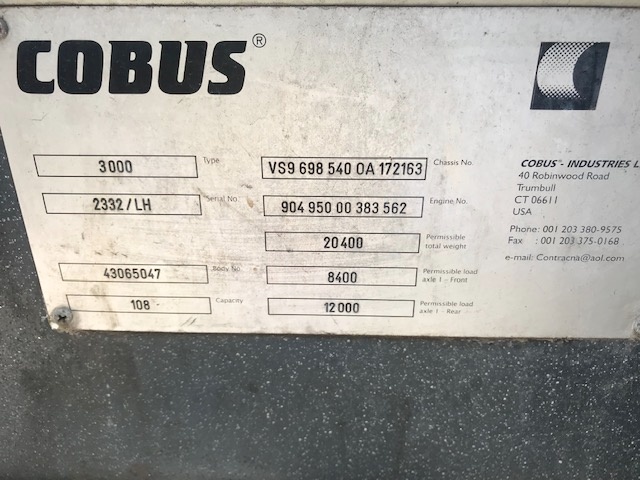 COBUS®
3000 Type VS9 698 540 0A 172163 Chassis No.
2332/LH Serial No. 904 950 00 383 562 Engine No.
20400 Permissible total weight
43065047 Body No. 8400 Permissible load axle 1 - Front
108 Capacity 12000 Permissible load axle 1 - Rear
COBUS - INDUSTRIES L
40 Robinwood Road
Trumbull
CT 06611
USA
Phone: 001 203 380-9575
Fax : 001 203 375-0168
e-mail: Contracna@aol.com